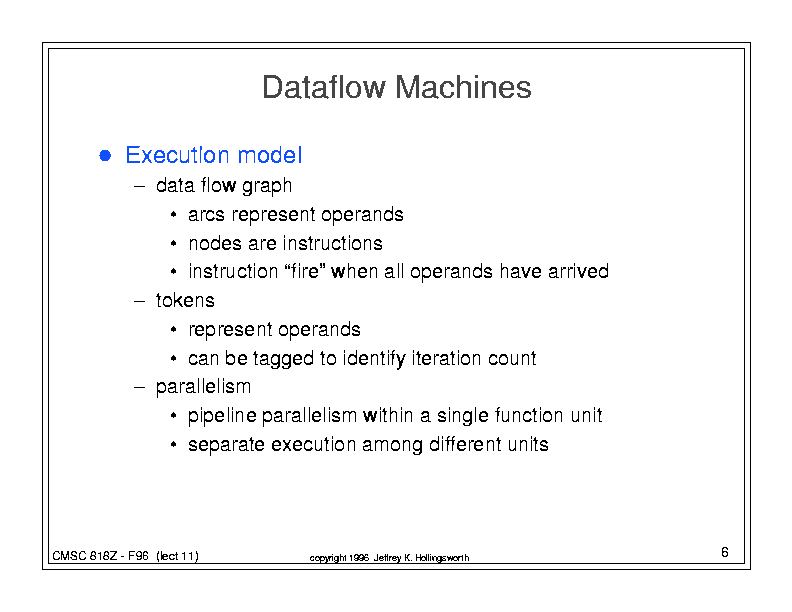 Dataflow Machines
● Execution model
– data flow graph
• arcs represent operands
• nodes are instructions
• instruction “fire” when all operands have arrived
– tokens
• represent operands
• can be tagged to identify iteration count
– parallelism
• pipeline parallelism within a single function unit
• separate execution among different units
CMSC 818Z - F96 (lect 11)
copyright 1996 Jeffrey K. Hollingsworth
6